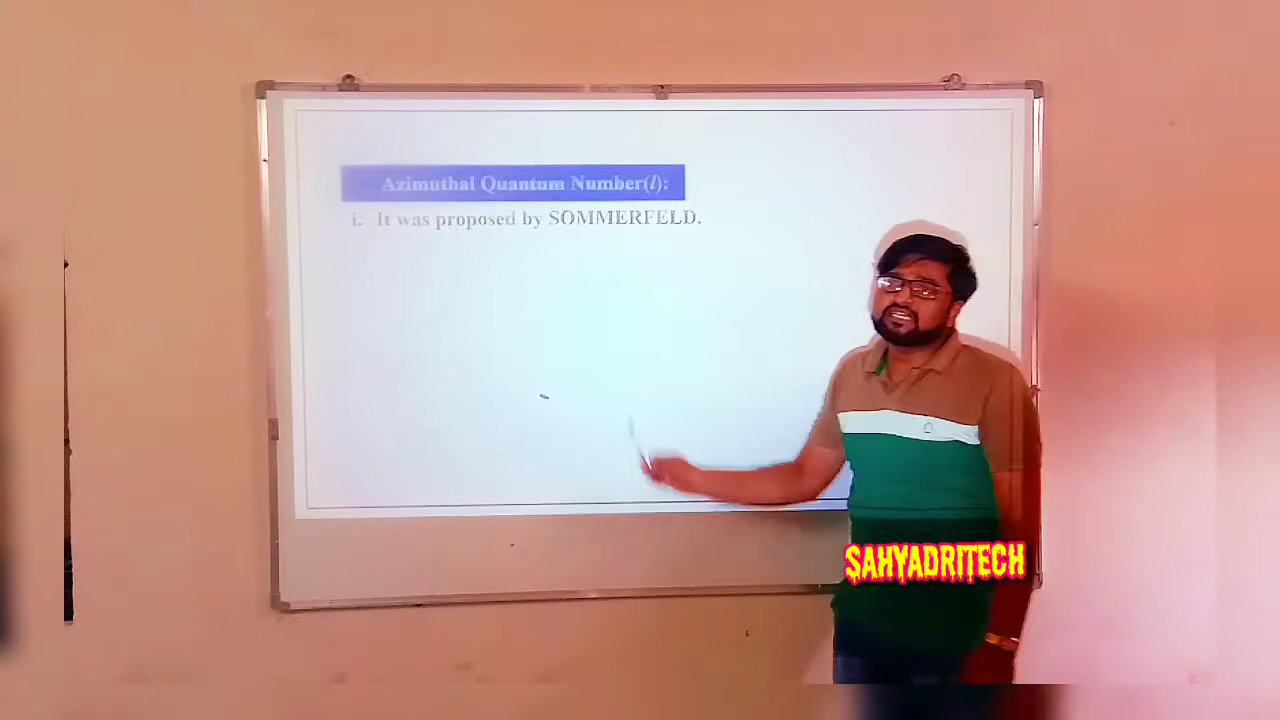 Azimuthal Quantum Number(l):
i. It was proposed by SOMMERFELD.
SAHYADRITECH